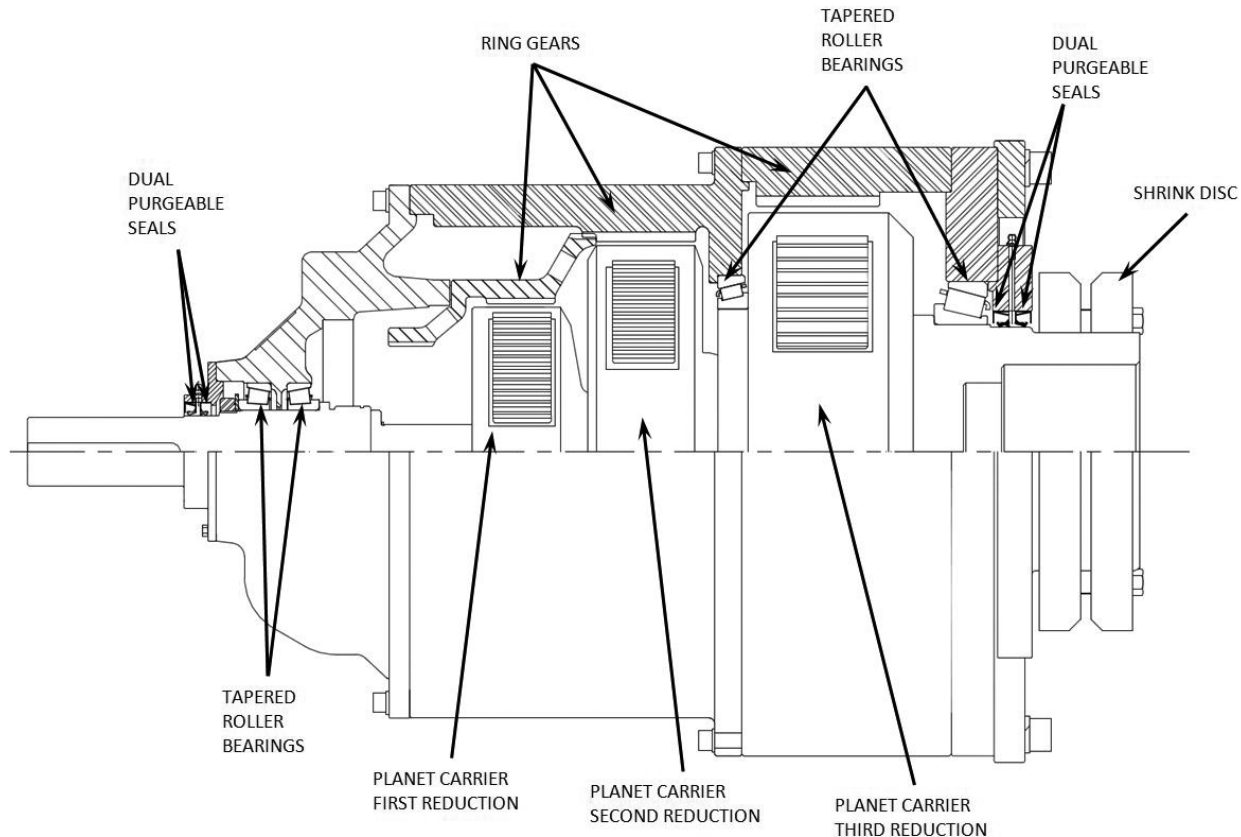 RING GEARS
TAPERED
ROLLER
BEARINGS
DUAL
PURGEABLE
SEALS
DUAL
PURGEABLE
SEALS
SHRINK DISC
TAPERED
ROLLER
BEARINGS
PLANET CARRIER
FIRST REDUCTION
PLANET CARRIER
SECOND REDUCTION
PLANET CARRIER
THIRD REDUCTION